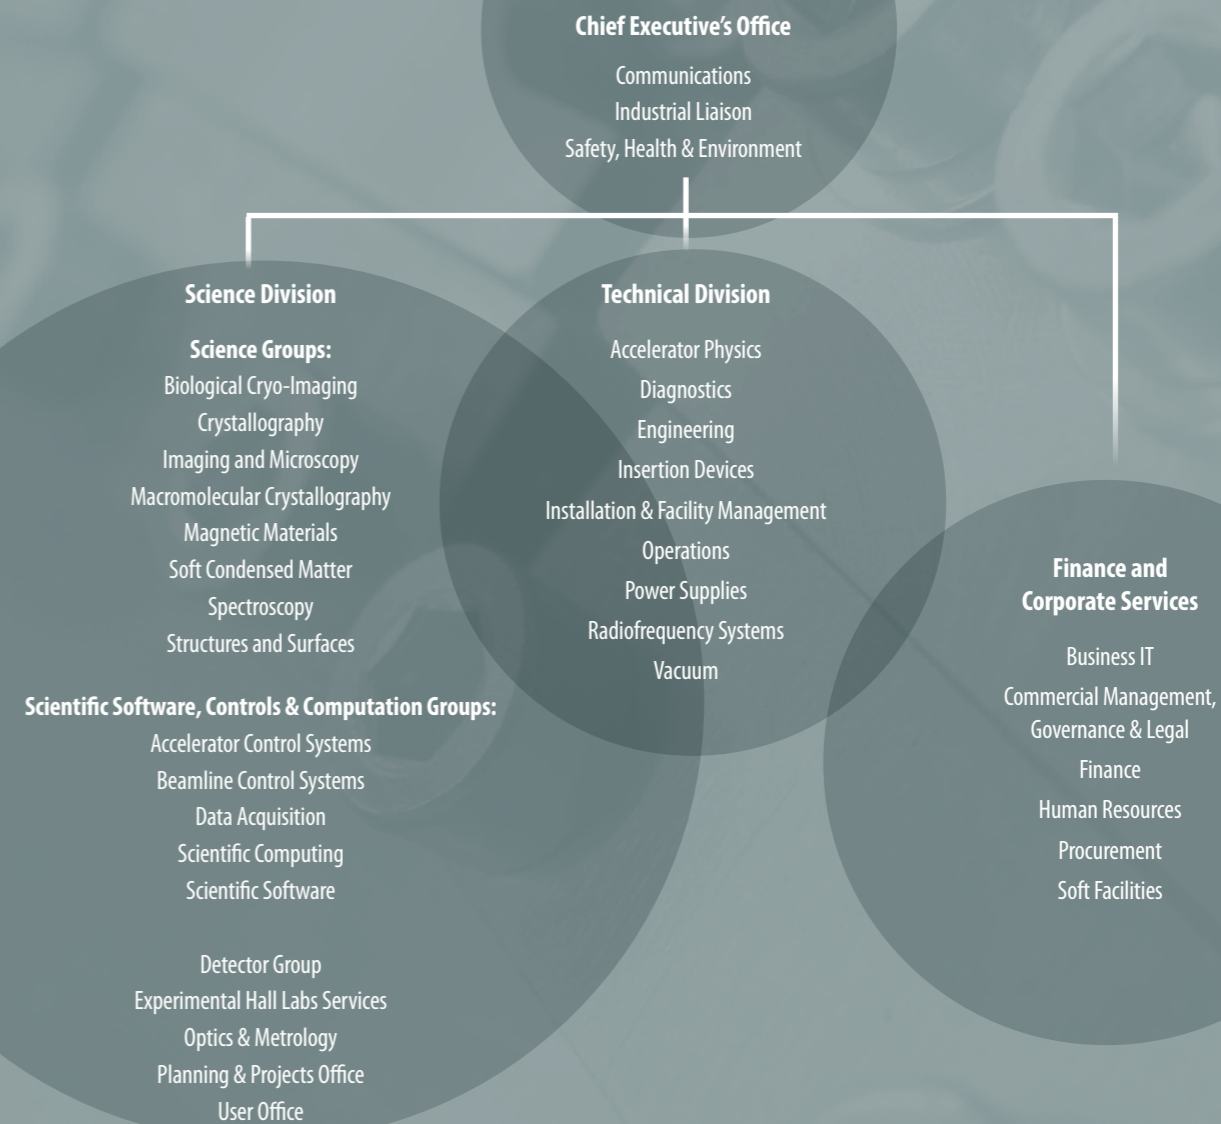 Chief Executive's Office
Communications
Industrial Liaison
Safety, Health & Environment
Science Division
Science Groups:
Biological Cryo-Imaging
Crystallography
Imaging and Microscopy
Macromolecular Crystallography
Magnetic Materials
Soft Condensed Matter
Spectroscopy
Structures and Surfaces
Scientific Software, Controls & Computation Groups:
Accelerator Control Systems
Beamline Control Systems
Data Acquisition
Scientific Computing
Scientific Software
Detector Group
Experimental Hall Labs Services
Optics & Metrology
Planning & Projects Office
User Office
Technical Division
Accelerator Physics
Diagnostics
Engineering
Insertion Devices
Installation & Facility Management
Operations
Power Supplies
Radiofrequency Systems
Vacuum
Finance and
Corporate Services
Business IT
Commercial Management,
Governance & Legal
Finance
Human Resources
Procurement
Soft Facilities